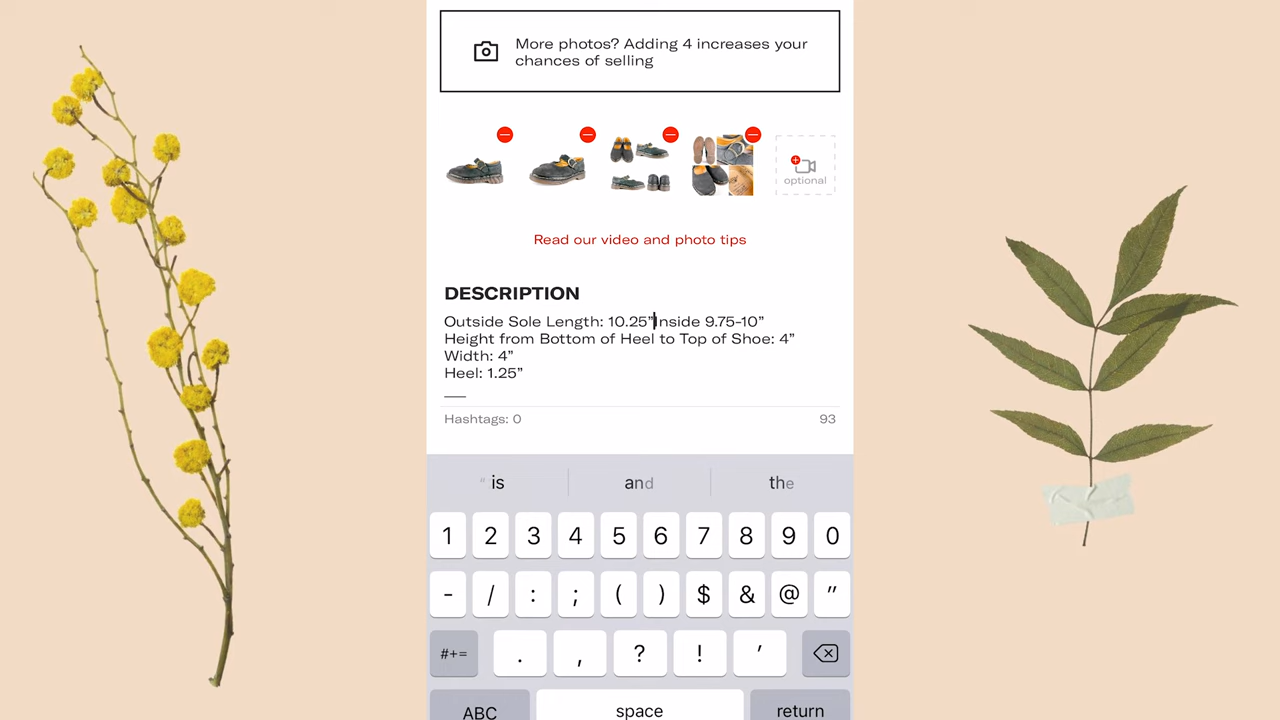 More photos? Adding 4 increases your
chances of selling
optional
Read our video and photo tips
DESCRIPTION
Outside Sole Length: 10.25”Inside 9.75-10”
Height from Bottom of Heel to Top of Shoe: 4”
Width: 4”
Heel: 1.25”
Hashtags: 0 93
“ is and the
1 2 3 4 5 6 7 8 9 0
- / : ; ( ) $ & @ ”
#+= . , ? ! ’
ABC space return